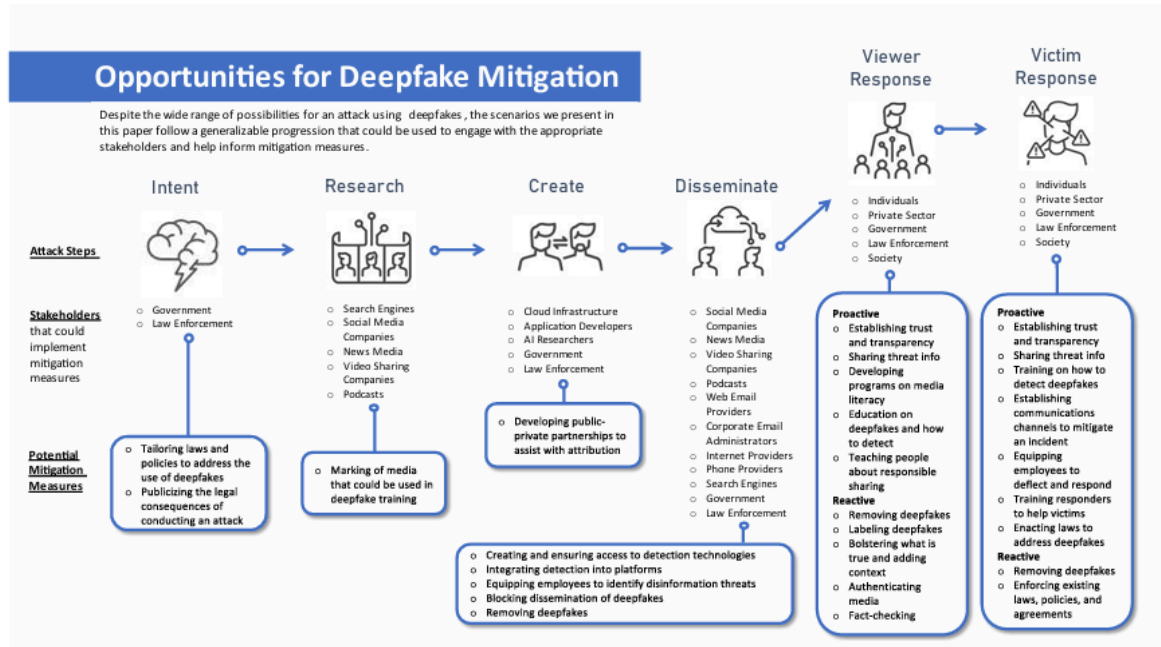 Opportunities for Deepfake Mitigation
Despite the wide range of possibilities for an attack using deepfakes, the scenarios we present in
this paper follow a generalizable progression that could be used to engage with the appropriate
stakeholders and help inform mitigation measures.
Attack Steps
Stakeholders
that could
implement
mitigation
measures
Potential
Mitigation
Measures
Intent
○ Government
○ Law Enforcement
○ Tailoring laws and
policies to address the
use of deepfakes
○ Publicizing the legal
consequences of
conducting an attack
Research
○ Search Engines
○ Social Media
Companies
○ News Media
○ Video Sharing
Companies
○ Podcasts
○ Marking of media
that could be used in
deepfake training
Create
○ Cloud Infrastructure
○ Application Developers
○ AI Researchers
○ Government
○ Law Enforcement
○ Developing public-
private partnerships to
assist with attribution
Disseminate
○ Social Media
Companies
○ News Media
○ Video Sharing
Companies
○ Podcasts
○ Web Email
Providers
○ Corporate Email
Administrators
○ Internet Providers
○ Phone Providers
○ Search Engines
○ Government
○ Law Enforcement
○ Creating and ensuring access to detection technologies
○ Integrating detection into platforms
○ Equipping employees to identify disinformation threats
○ Blocking dissemination of deepfakes
○ Removing deepfakes
Viewer
Response
○ Individuals
○ Private Sector
○ Government
○ Law Enforcement
○ Society
Proactive
○ Establishing trust
and transparency
○ Sharing threat info
○ Developing
programs on media
literacy
○ Education on
deepfakes and how
to detect
○ Teaching people
about responsible
sharing
Reactive
○ Removing deepfakes
○ Labeling deepfakes
○ Bolstering what is
true and adding
context
○ Authenticating
media
○ Fact-checking
Victim
Response
○ Individuals
○ Private Sector
○ Government
○ Law Enforcement
○ Society
Proactive
○ Establishing trust
and transparency
○ Sharing threat info
○ Training on how to
detect deepfakes
○ Establishing
communications
channels to mitigate
an incident
○ Equipping
employees to
deflect and respond
○ Training responders
to help victims
○ Enacting laws to
address deepfakes
Reactive
○ Removing deepfakes
○ Enforcing existing
laws, policies, and
agreements